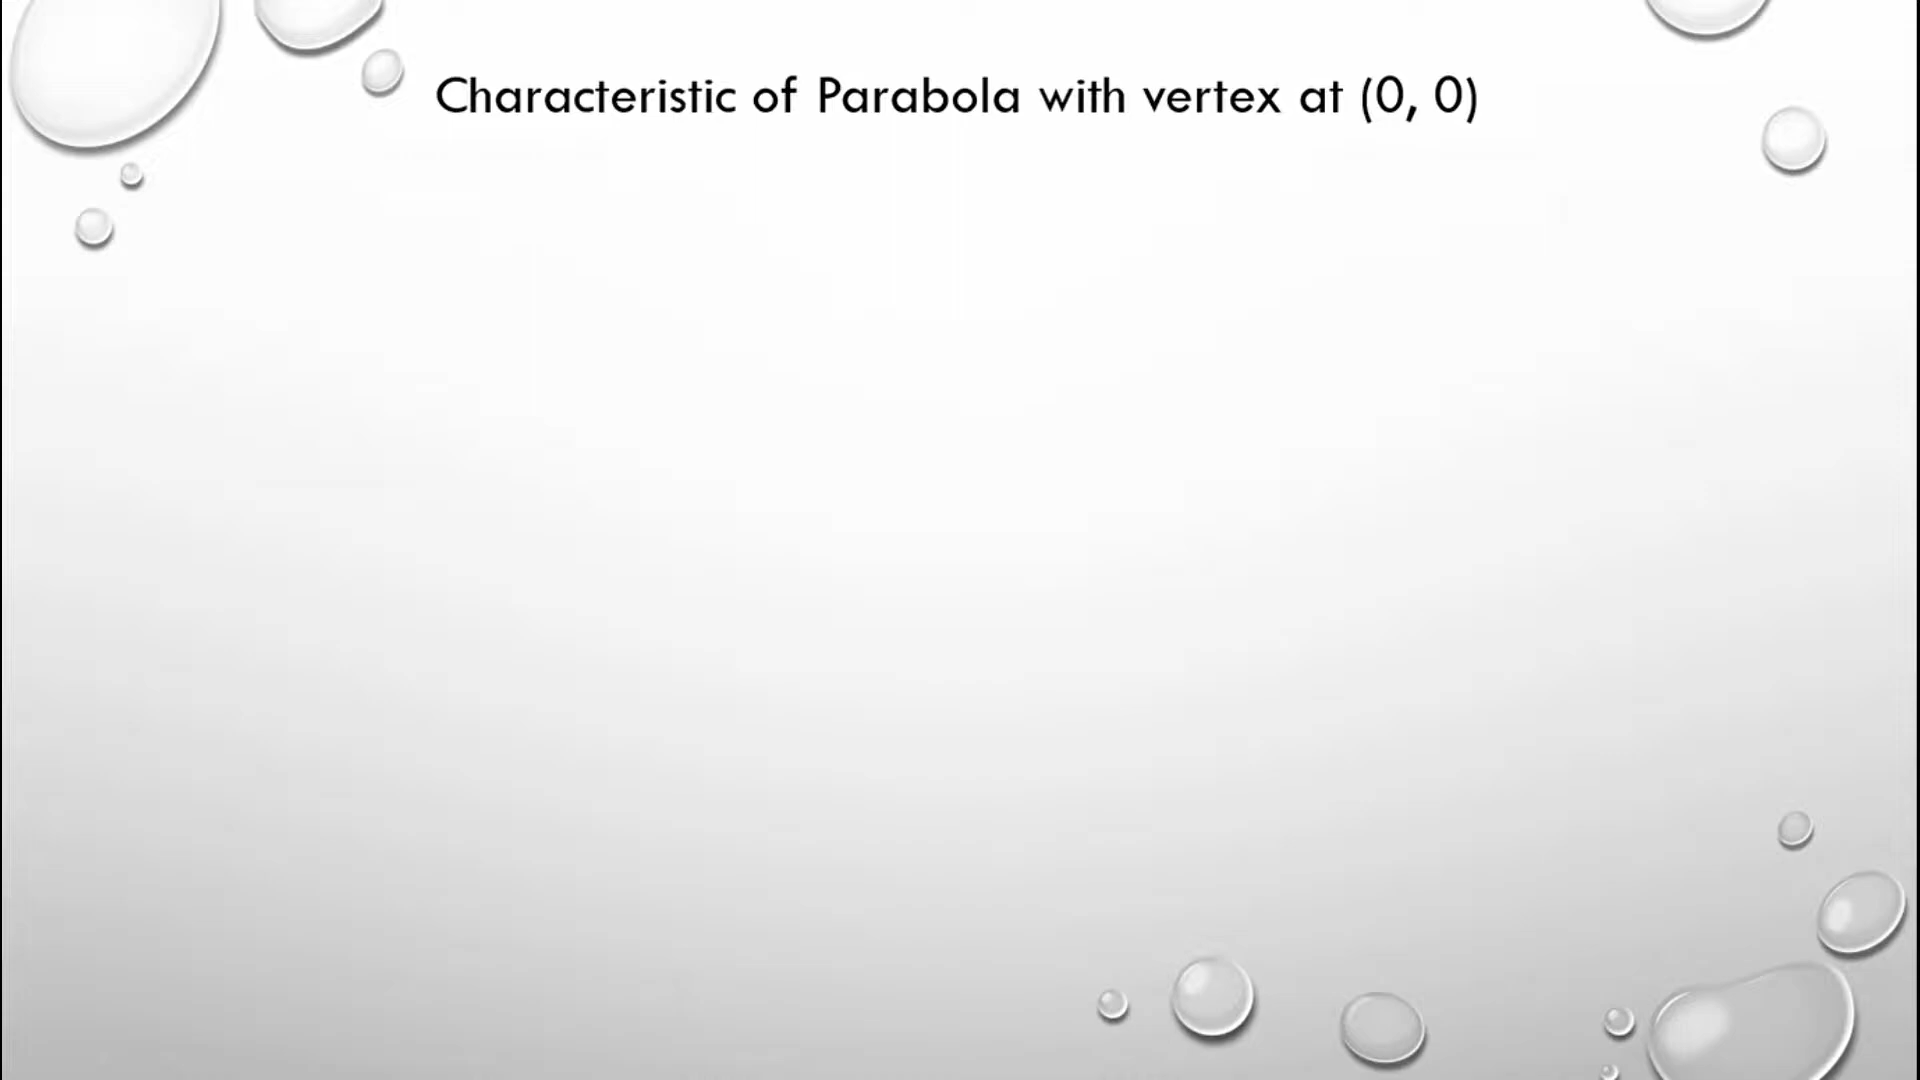 Characteristic of Parabola with vertex at (0, 0)